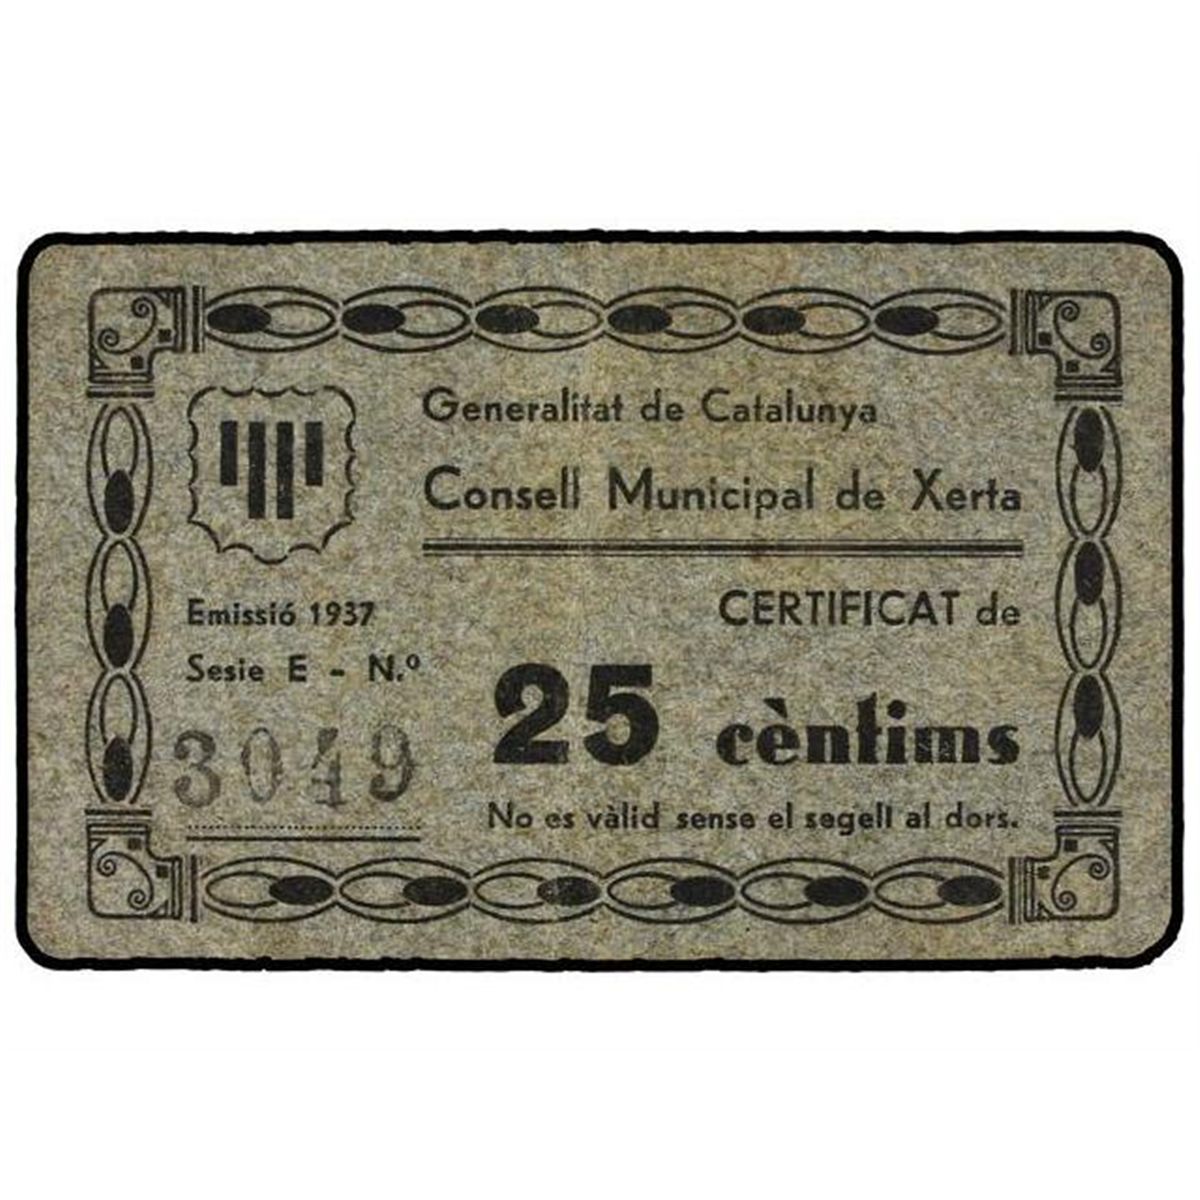 Generalitat de Catalunya
Consell Municipal de Xerta
Emissió 1937
Sesie E - N.º
3049
CERTIFICAT de
25 cèntims
No es vàlid sense el segell al dors.